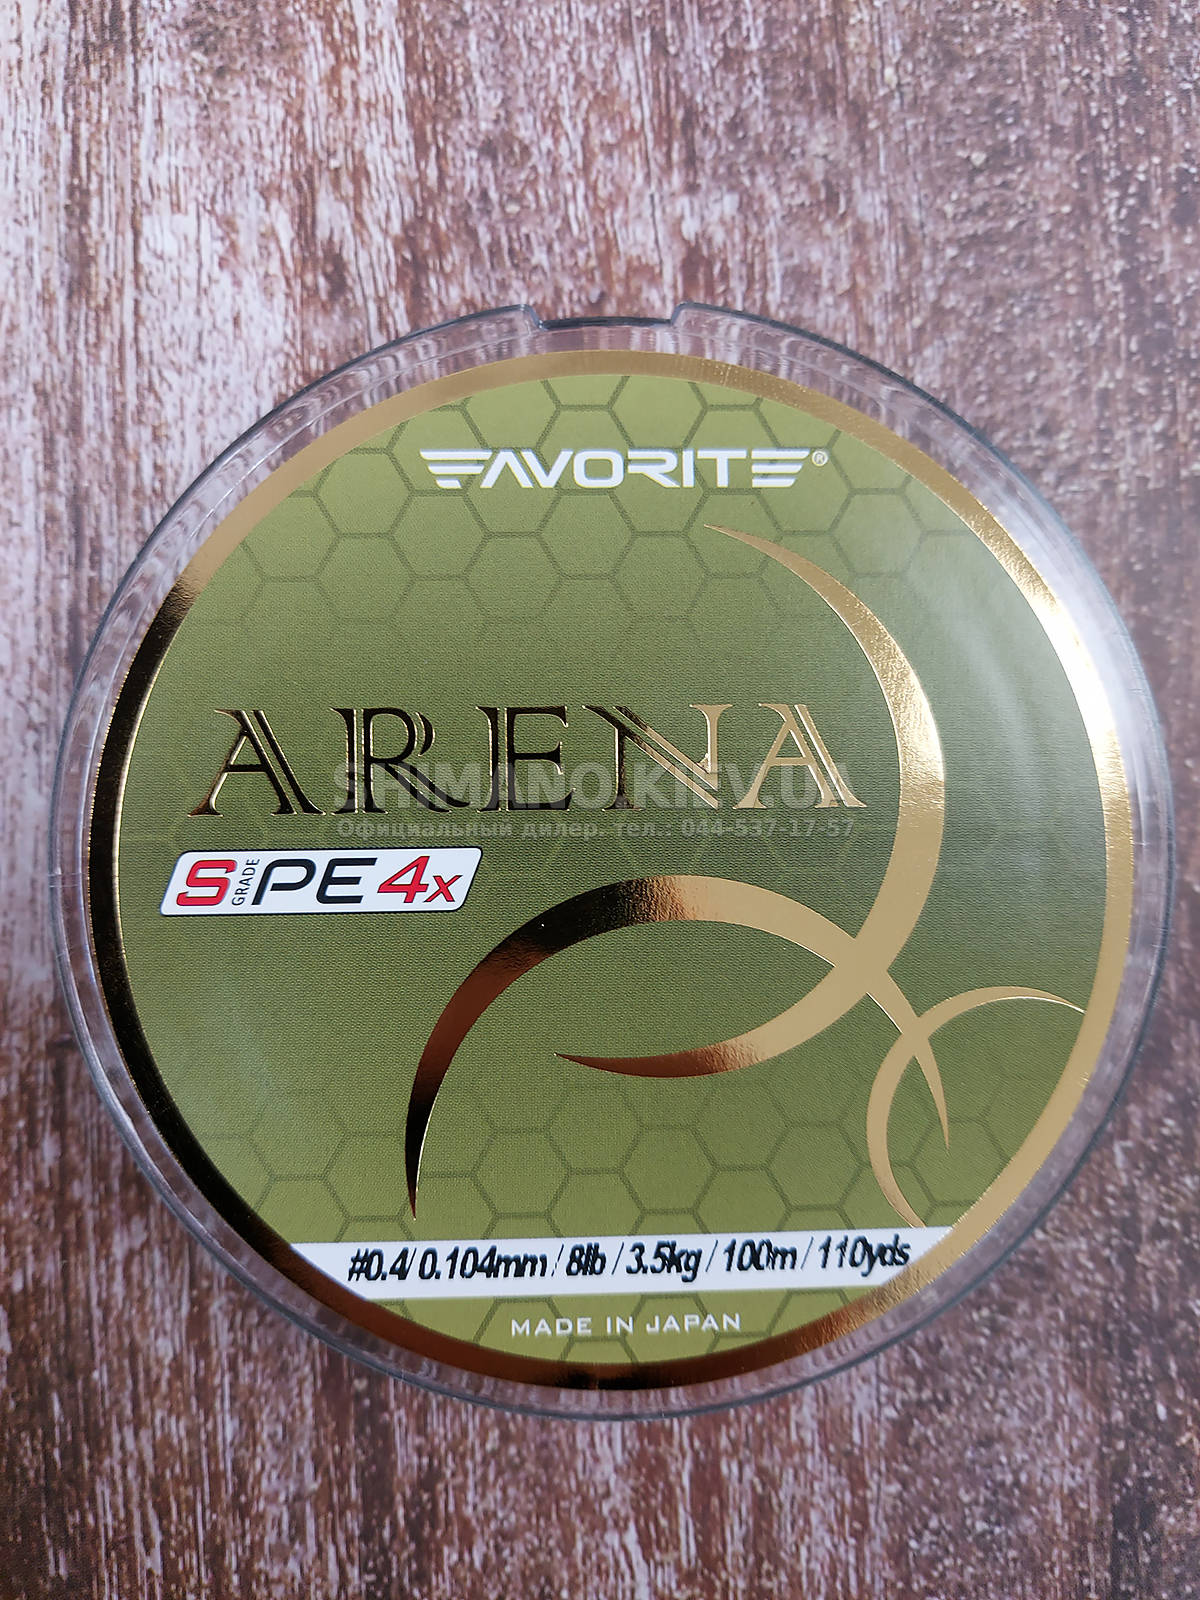 FAVORITE®
ARENA
SHIMANO.KIEV.UA
Официальный дилер. тел.: 044-537-17-57
S GRADE PE 4x
#0.4/ 0.104mm / 8lb / 3.5kg / 100m / 110yds
MADE IN JAPAN